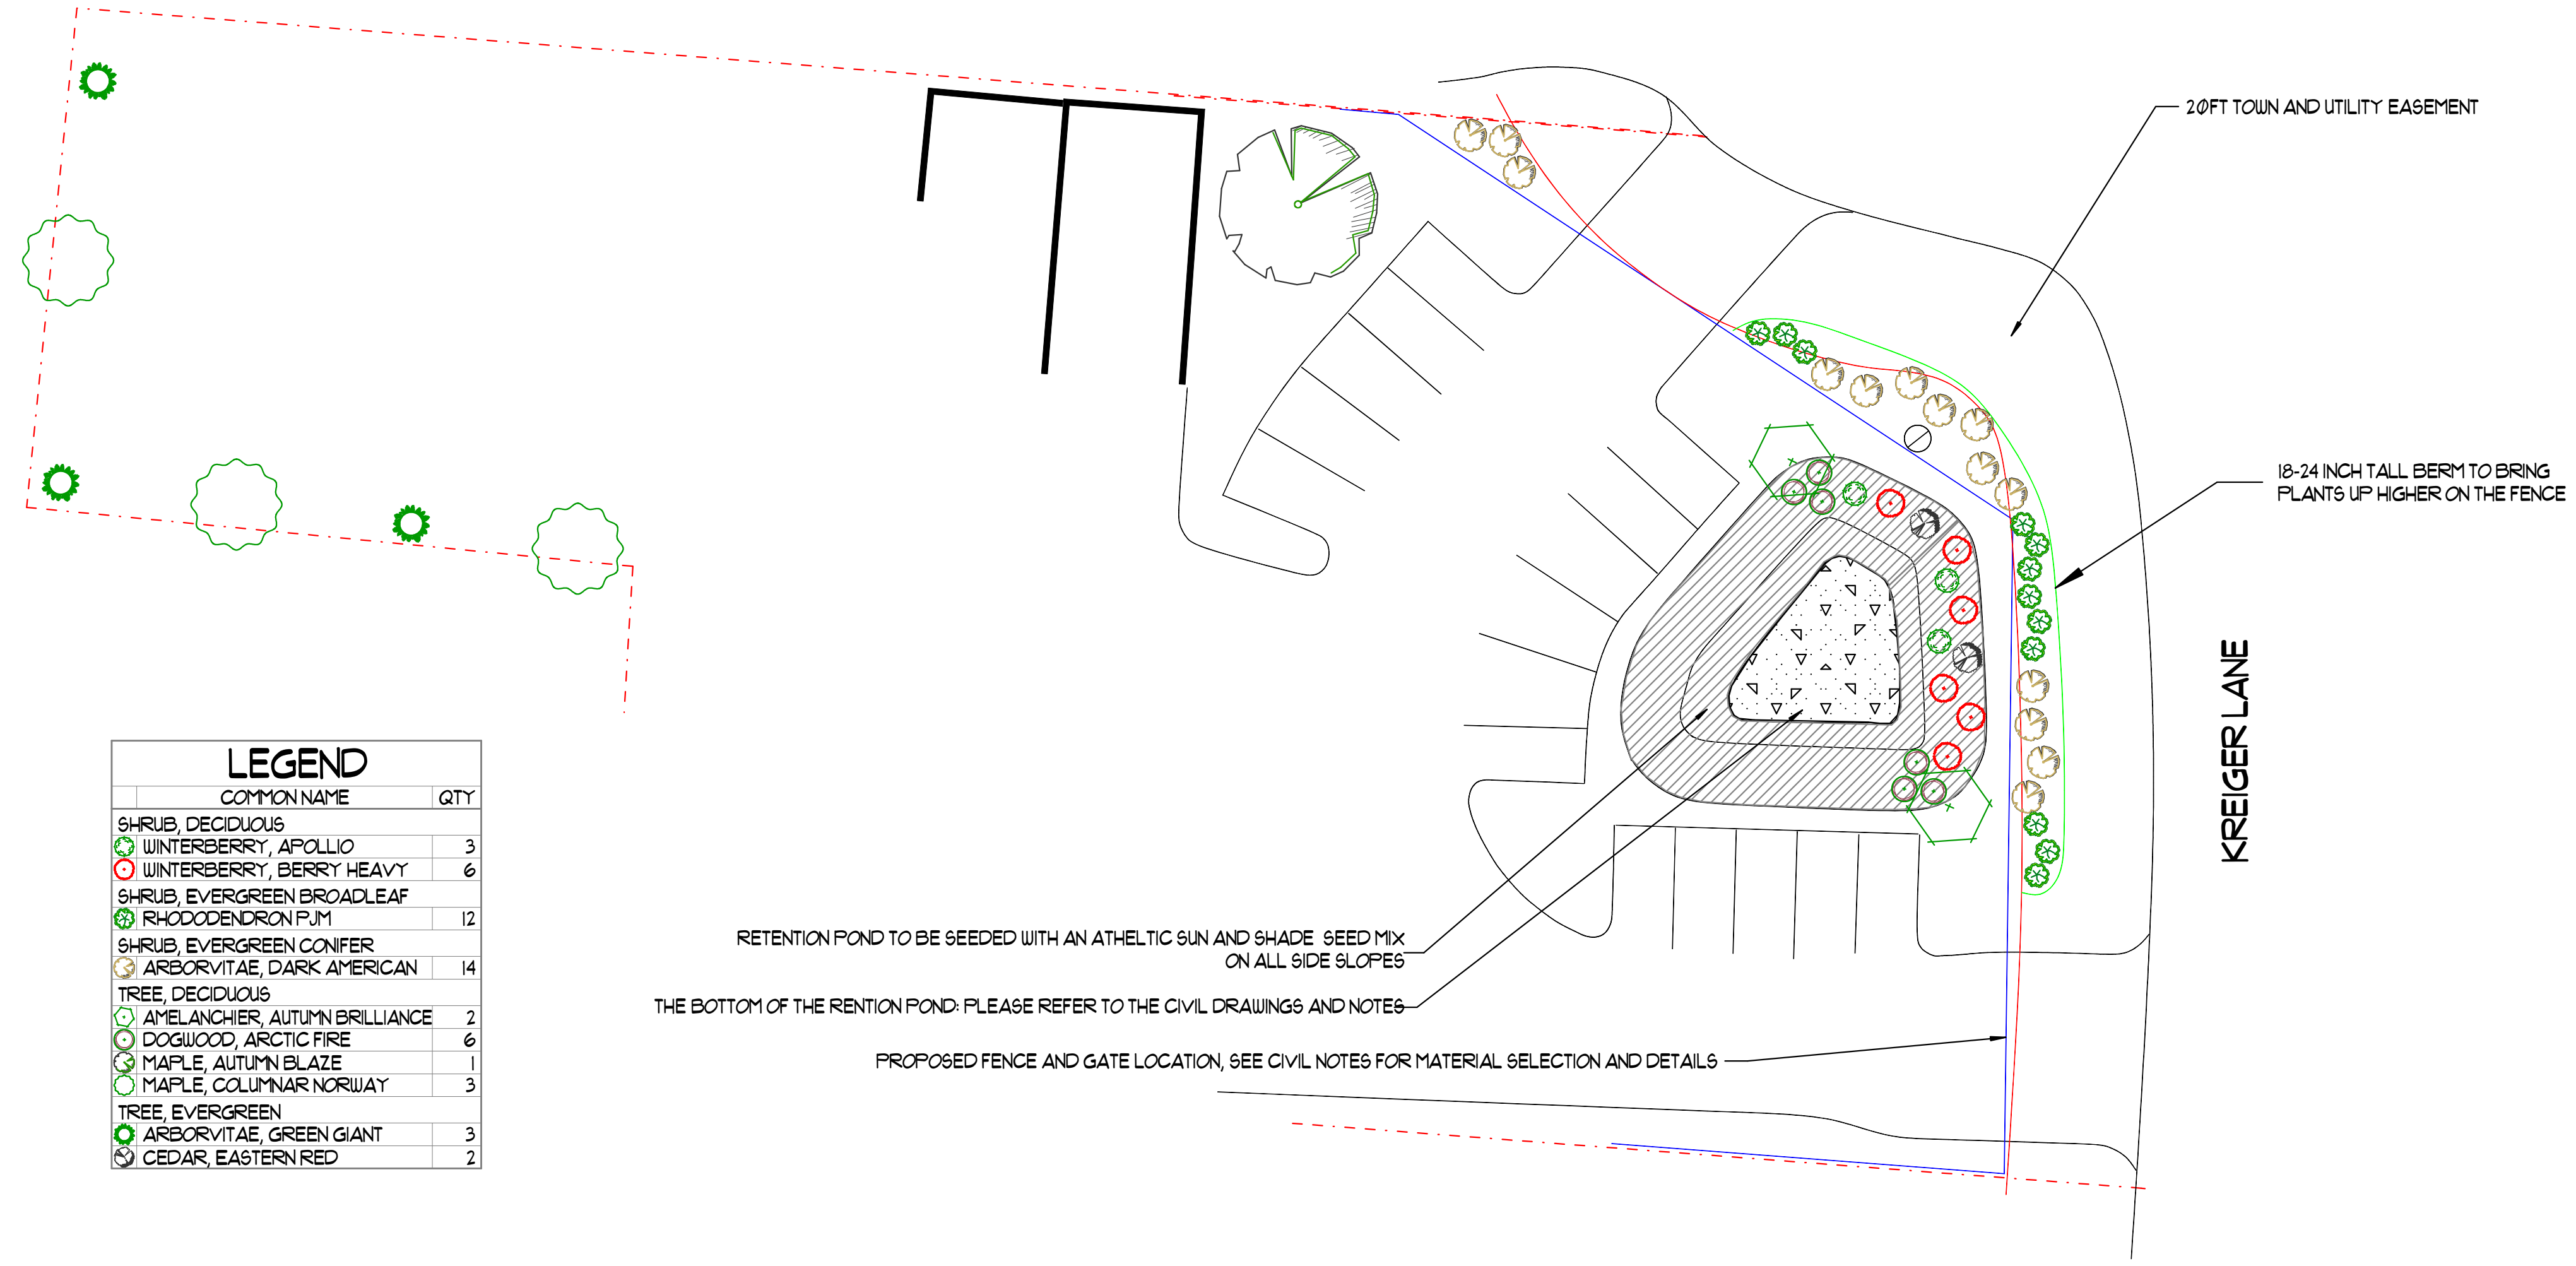 20FT TOWN AND UTILITY EASEMENT
18-24 INCH TALL BERM TO BRING
PLANTS UP HIGHER ON THE FENCE
KREIGER LANE
LEGEND
COMMON NAME QTY
SHRUB, DECIDUOUS
WINTERBERRY, APOLLIO 3
WINTERBERRY, BERRY HEAVY 6
SHRUB, EVERGREEN BROADLEAF
RHODODENDRON PJM 12
SHRUB, EVERGREEN CONIFER
ARBORVITAE, DARK AMERICAN 14
TREE, DECIDUOUS
AMELANCHIER, AUTUMN BRILLIANCE 2
DOGWOOD, ARCTIC FIRE 6
MAPLE, AUTUMN BLAZE 1
MAPLE, COLUMNAR NORWAY 3
TREE, EVERGREEN
ARBORVITAE, GREEN GIANT 3
CEDAR, EASTERN RED 2
RETENTION POND TO BE SEEDED WITH AN ATHELTIC SUN AND SHADE SEED MIX
ON ALL SIDE SLOPES
THE BOTTOM OF THE RENTION POND: PLEASE REFER TO THE CIVIL DRAWINGS AND NOTES
PROPOSED FENCE AND GATE LOCATION, SEE CIVIL NOTES FOR MATERIAL SELECTION AND DETAILS